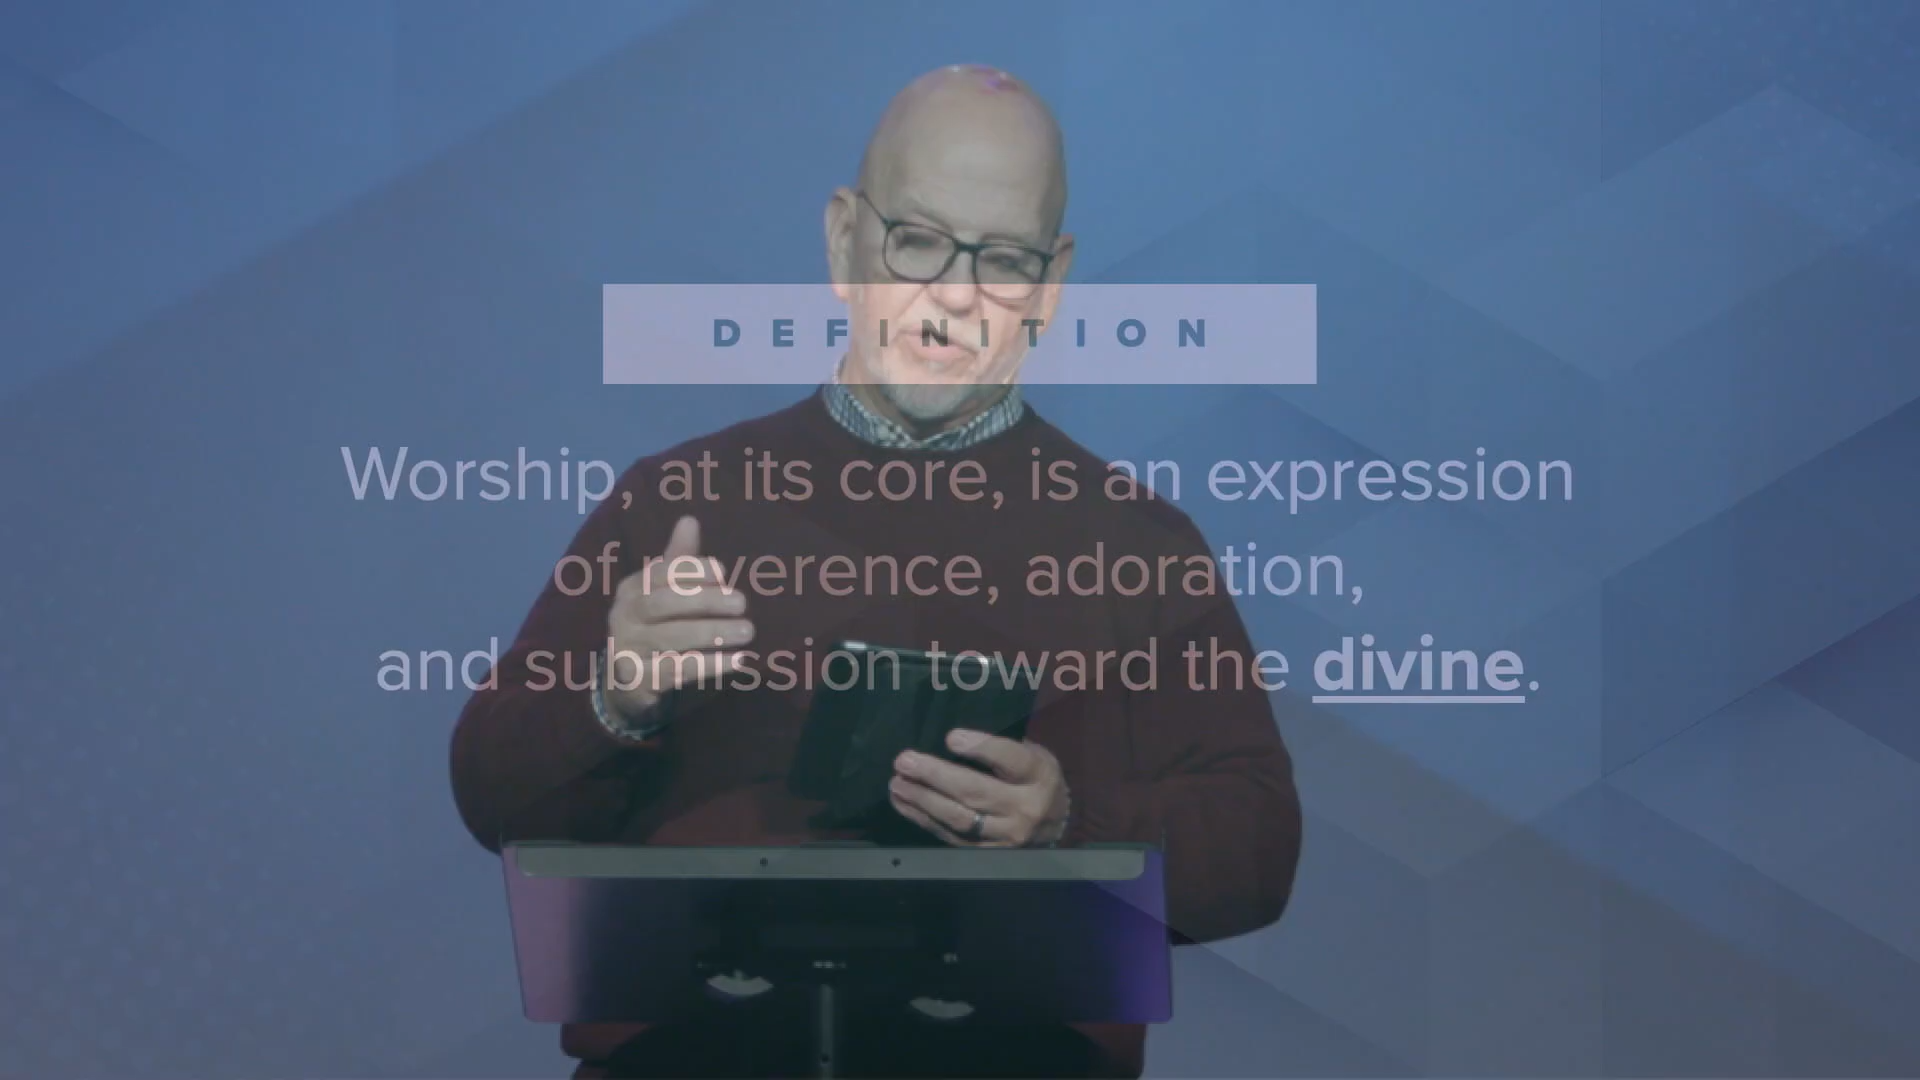 DEFINITION
Worship, at its core, is an expression
of reverence, adoration,
and submission toward the divine.